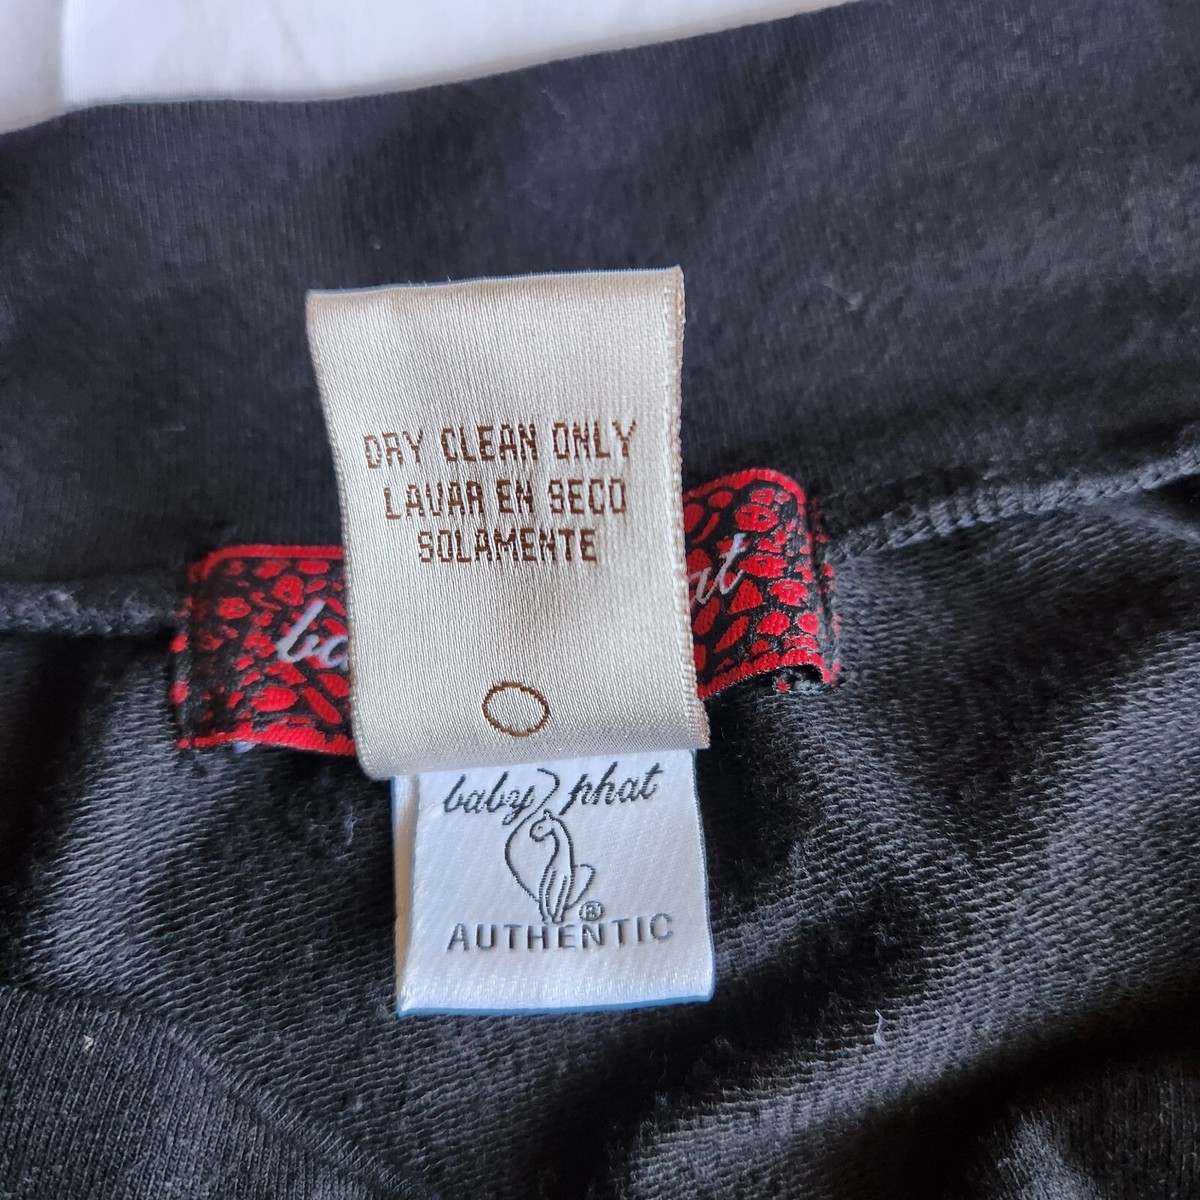 DRY CLEAN ONLY
LAVAR EN SECO
SOLAMENTE
baby phat
®
AUTHENTIC